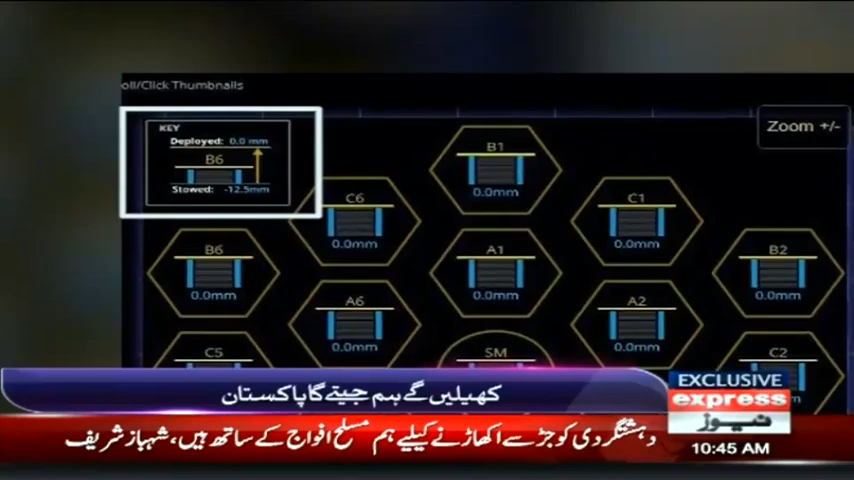 oll/Click Thumbnails
KEY
Deployed: 0.0 mm
B6
Stowed: -12.5mm
Zoom +/-
B1
0.0mm
C6
0.0mm
C1
0.0mm
B6
0.0mm
A1
0.0mm
B2
0.0mm
A6
0.0mm
A2
0.0mm
C5
SM
C2
کھیلیں گے ہم جیتے گا پاکستان
EXCLUSIVE
express
نیوز
دہشتگردی کو جڑ سے اکھاڑنے کیلیے ہم مسلح افواج کے ساتھ ہیں، شہباز شریف
10:45 AM